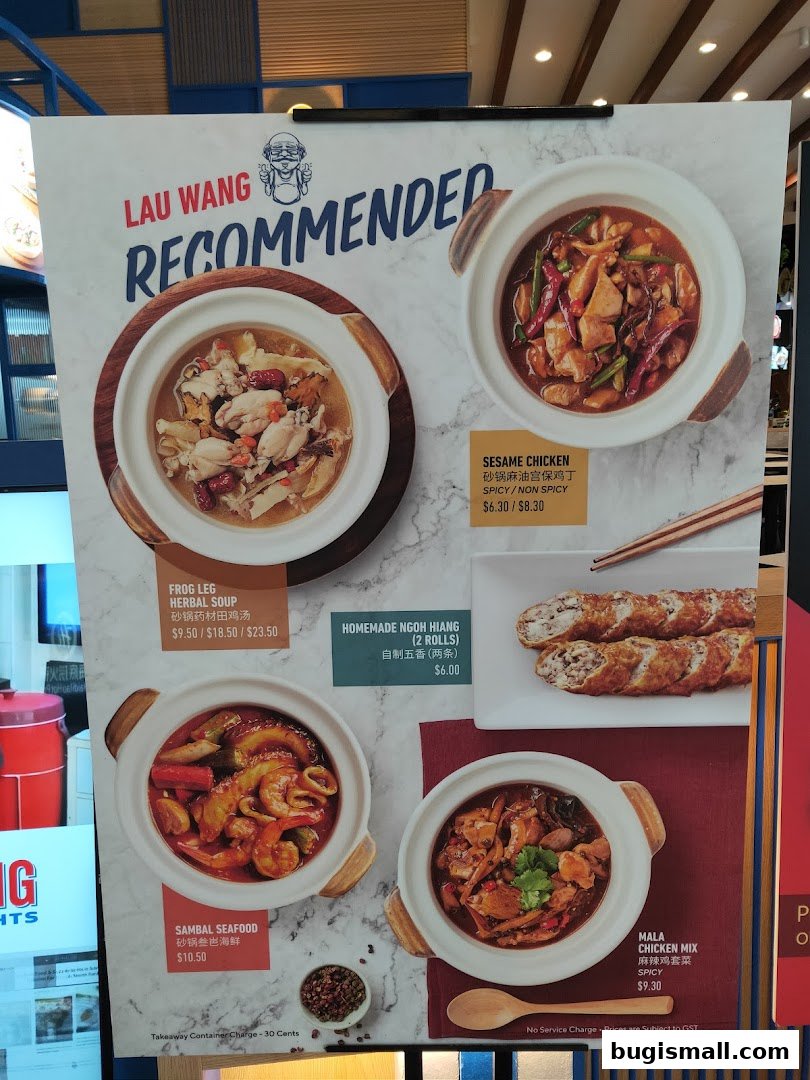 LAU WANG
RECOMMENDED
SESAME CHICKEN
砂锅麻油宫保鸡丁
SPICY / NON SPICY
$6.30 / $8.30
FROG LEG
HERBAL SOUP
砂锅药材田鸡汤
$9.50 / $18.50 / $23.50
HOMEMADE NGOH HIANG
(2 ROLLS)
自制五香(两条)
$6.00
SAMBAL SEAFOOD
砂锅叁峇海鲜
$10.50
MALA
CHICKEN MIX
麻辣鸡套菜
SPICY
$9.30
Takeaway Container Charge - 30 Cents
No Service Charge • Prices are Subject to GST
bugismall.com